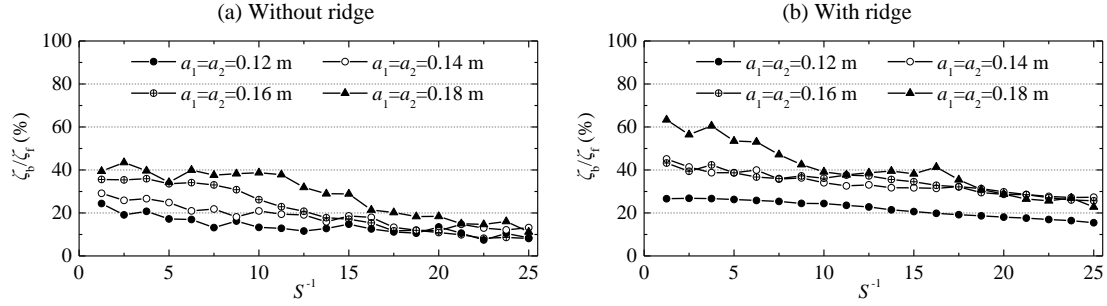 (a) Without ridge
100
80
60
40
20
0
ζb/ζf (%)
a1=a2=0.12 m
a1=a2=0.14 m
a1=a2=0.16 m
a1=a2=0.18 m
0 5 10 15 20 25
S-1
(b) With ridge
100
80
60
40
20
0
ζb/ζf (%)
a1=a2=0.12 m
a1=a2=0.14 m
a1=a2=0.16 m
a1=a2=0.18 m
0 5 10 15 20 25
S-1